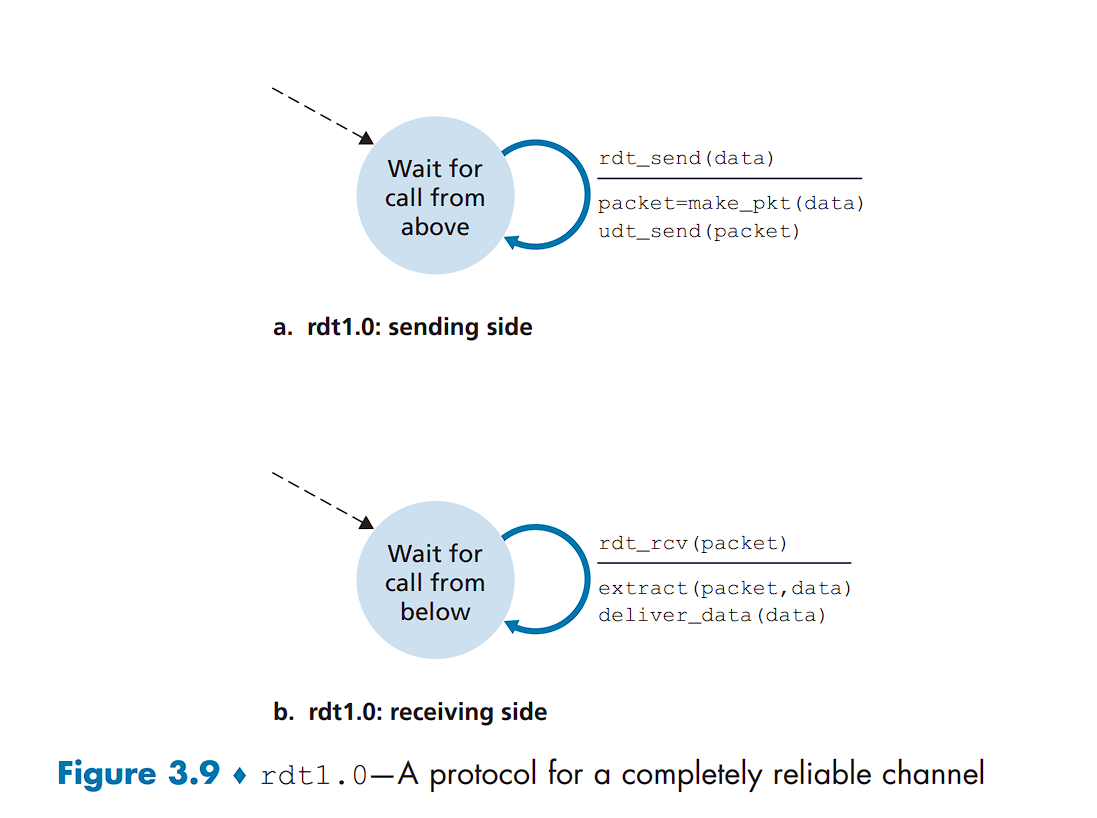 Wait for
call from
above
rdt_send(data)
packet=make_pkt(data)
udt_send(packet)
a. rdt1.0: sending side
Wait for
call from
below
rdt_rcv(packet)
extract(packet,data)
deliver_data(data)
b. rdt1.0: receiving side
Figure 3.9 ♦ rdt1.0—A protocol for a completely reliable channel